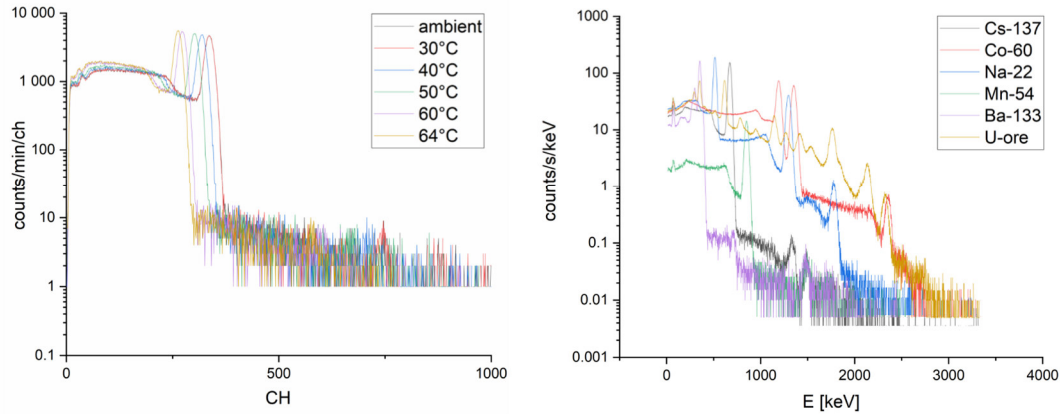 10 000
1 000
100
10
1
0.1
counts/min/ch
0
500
1000
CH
ambient
30°C
40°C
50°C
60°C
64°C
1000
100
10
1
0.1
0.01
0.001
counts/s/keV
0
1000
2000
3000
4000
E [keV]
Cs-137
Co-60
Na-22
Mn-54
Ba-133
U-ore